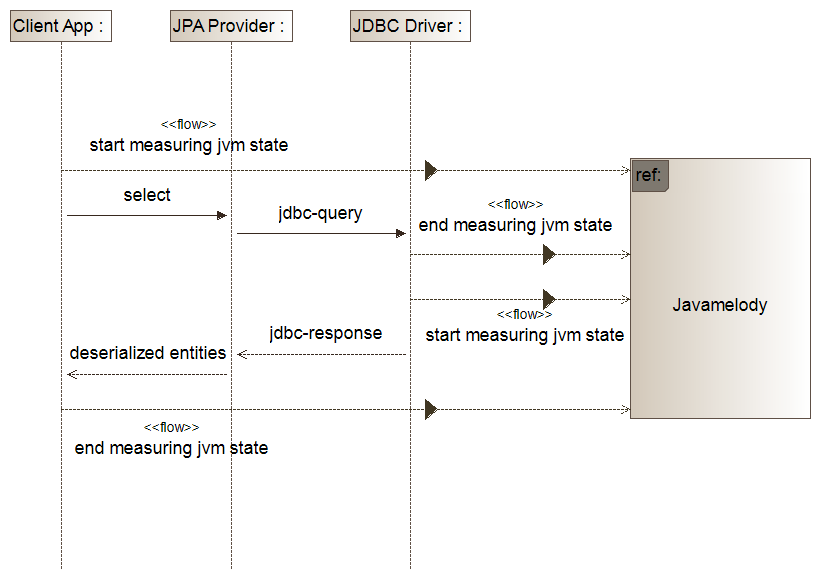 Client App :
JPA Provider :
JDBC Driver :
<<flow>>
start measuring jvm state
ref:
select
<<flow>>
jdbc-query
end measuring jvm state
Javamelody
<<flow>>
jdbc-response
start measuring jvm state
deserialized entities
<<flow>>
end measuring jvm state